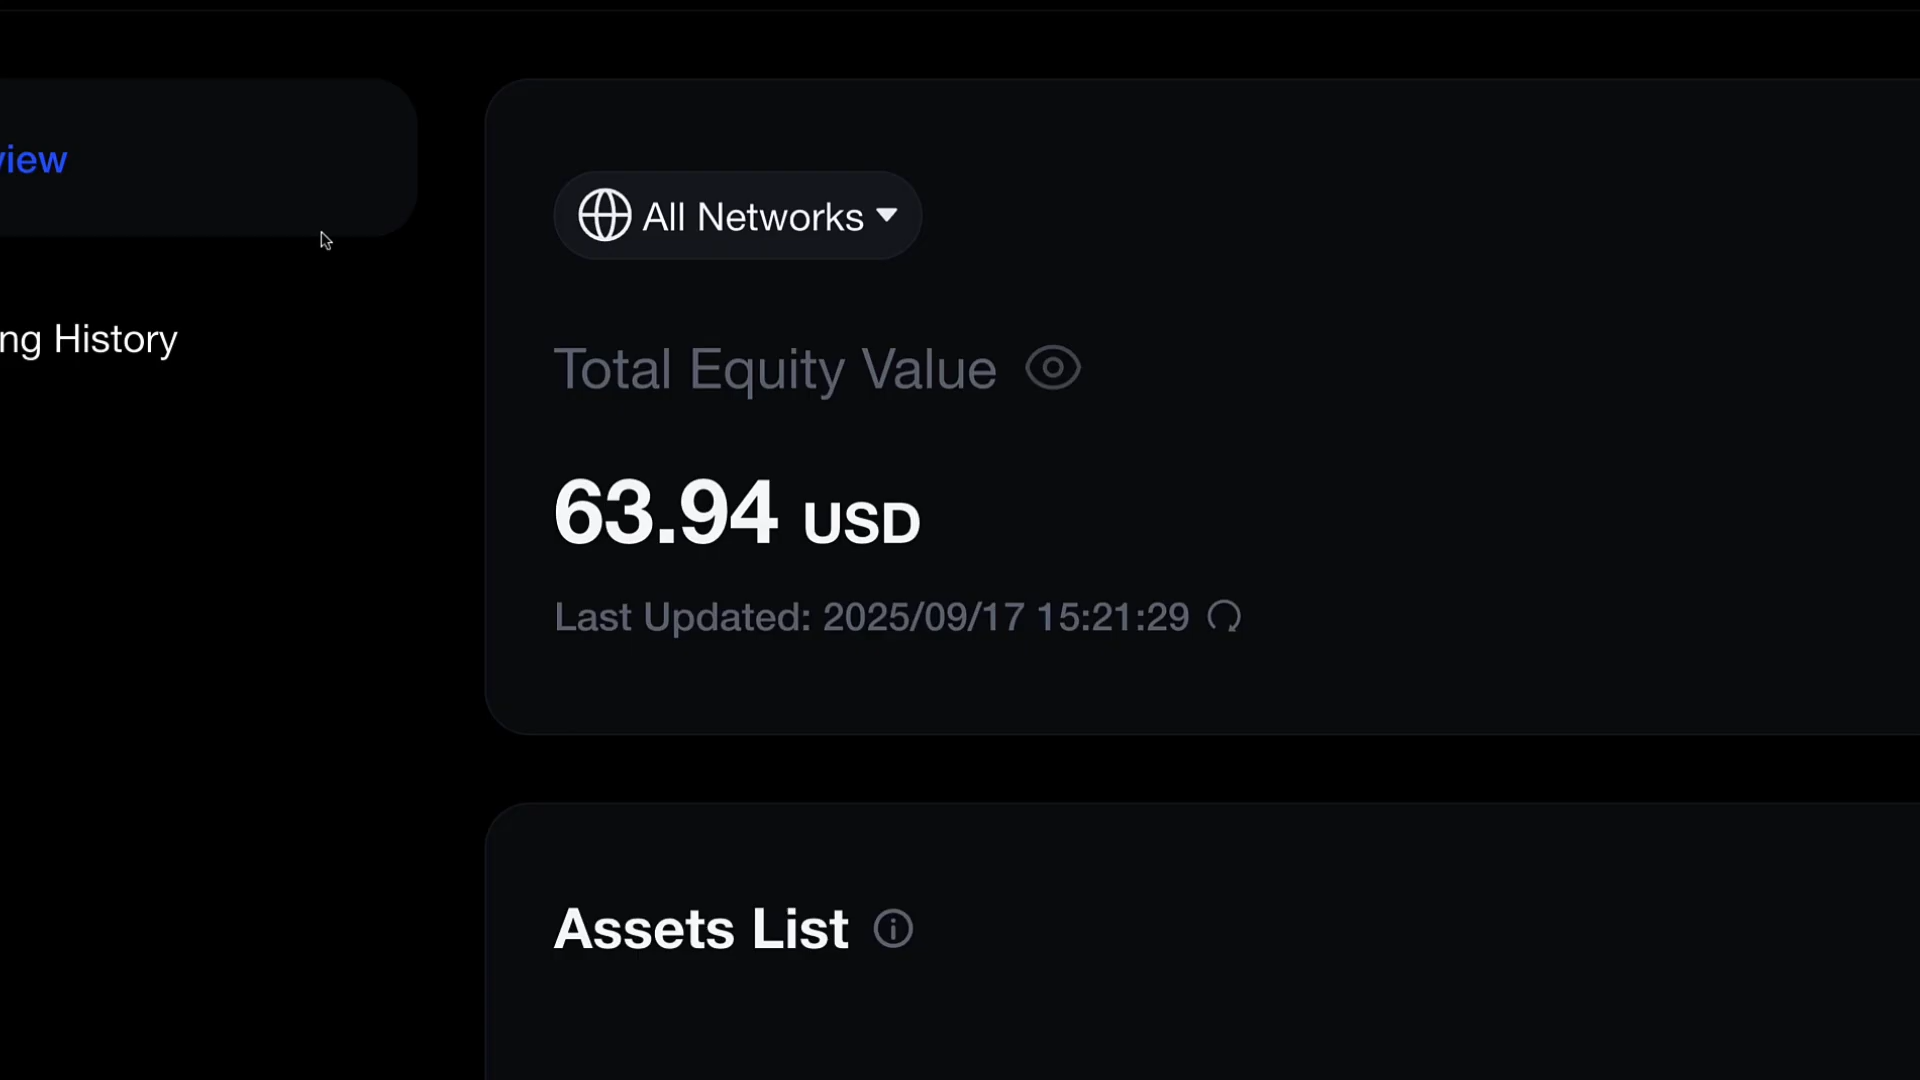 view
ng History
All Networks
Total Equity Value
63.94 USD
Last Updated: 2025/09/17 15:21:29
Assets List